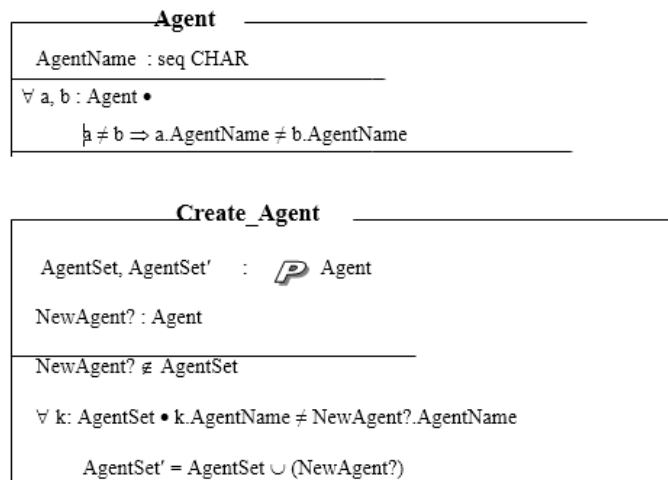 Agent
AgentName : seq CHAR
∀ a, b : Agent •
a ≠ b ⇒ a.AgentName ≠ b.AgentName
Create_Agent
AgentSet, AgentSet′ : P Agent
NewAgent? : Agent
NewAgent? ∉ AgentSet
∀ k: AgentSet • k.AgentName ≠ NewAgent?.AgentName
AgentSet′ = AgentSet ∪ (NewAgent?)